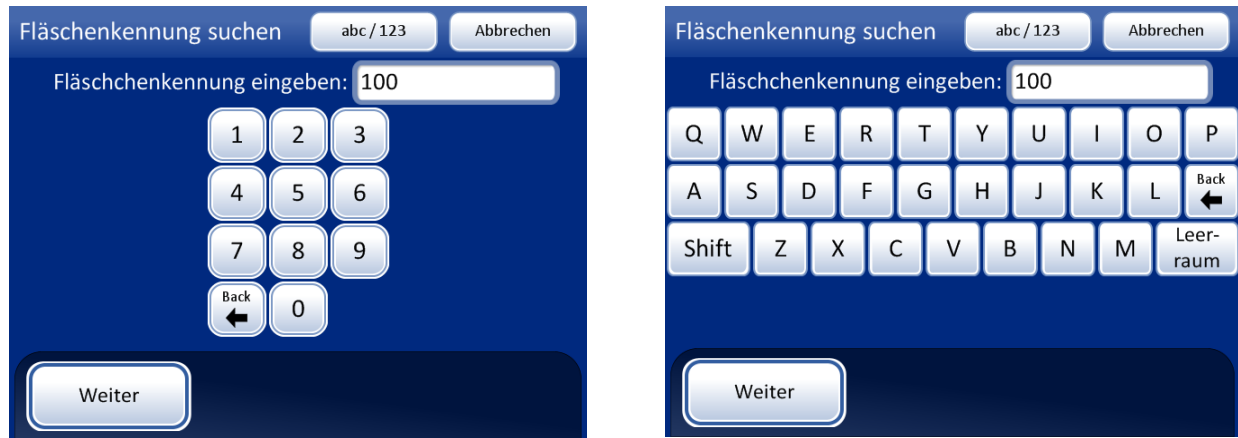 Fläschenkennung suchen abc / 123 Abbrechen
Fläschchenkennung eingeben: 100
1 2 3
4 5 6
7 8 9
Back 0
Weiter
Fläschenkennung suchen abc / 123 Abbrechen
Fläschchenkennung eingeben: 100
Q W E R T Y U I O P
A S D F G H J K L Back
Shift Z X C V B N M Leer-
raum
Weiter